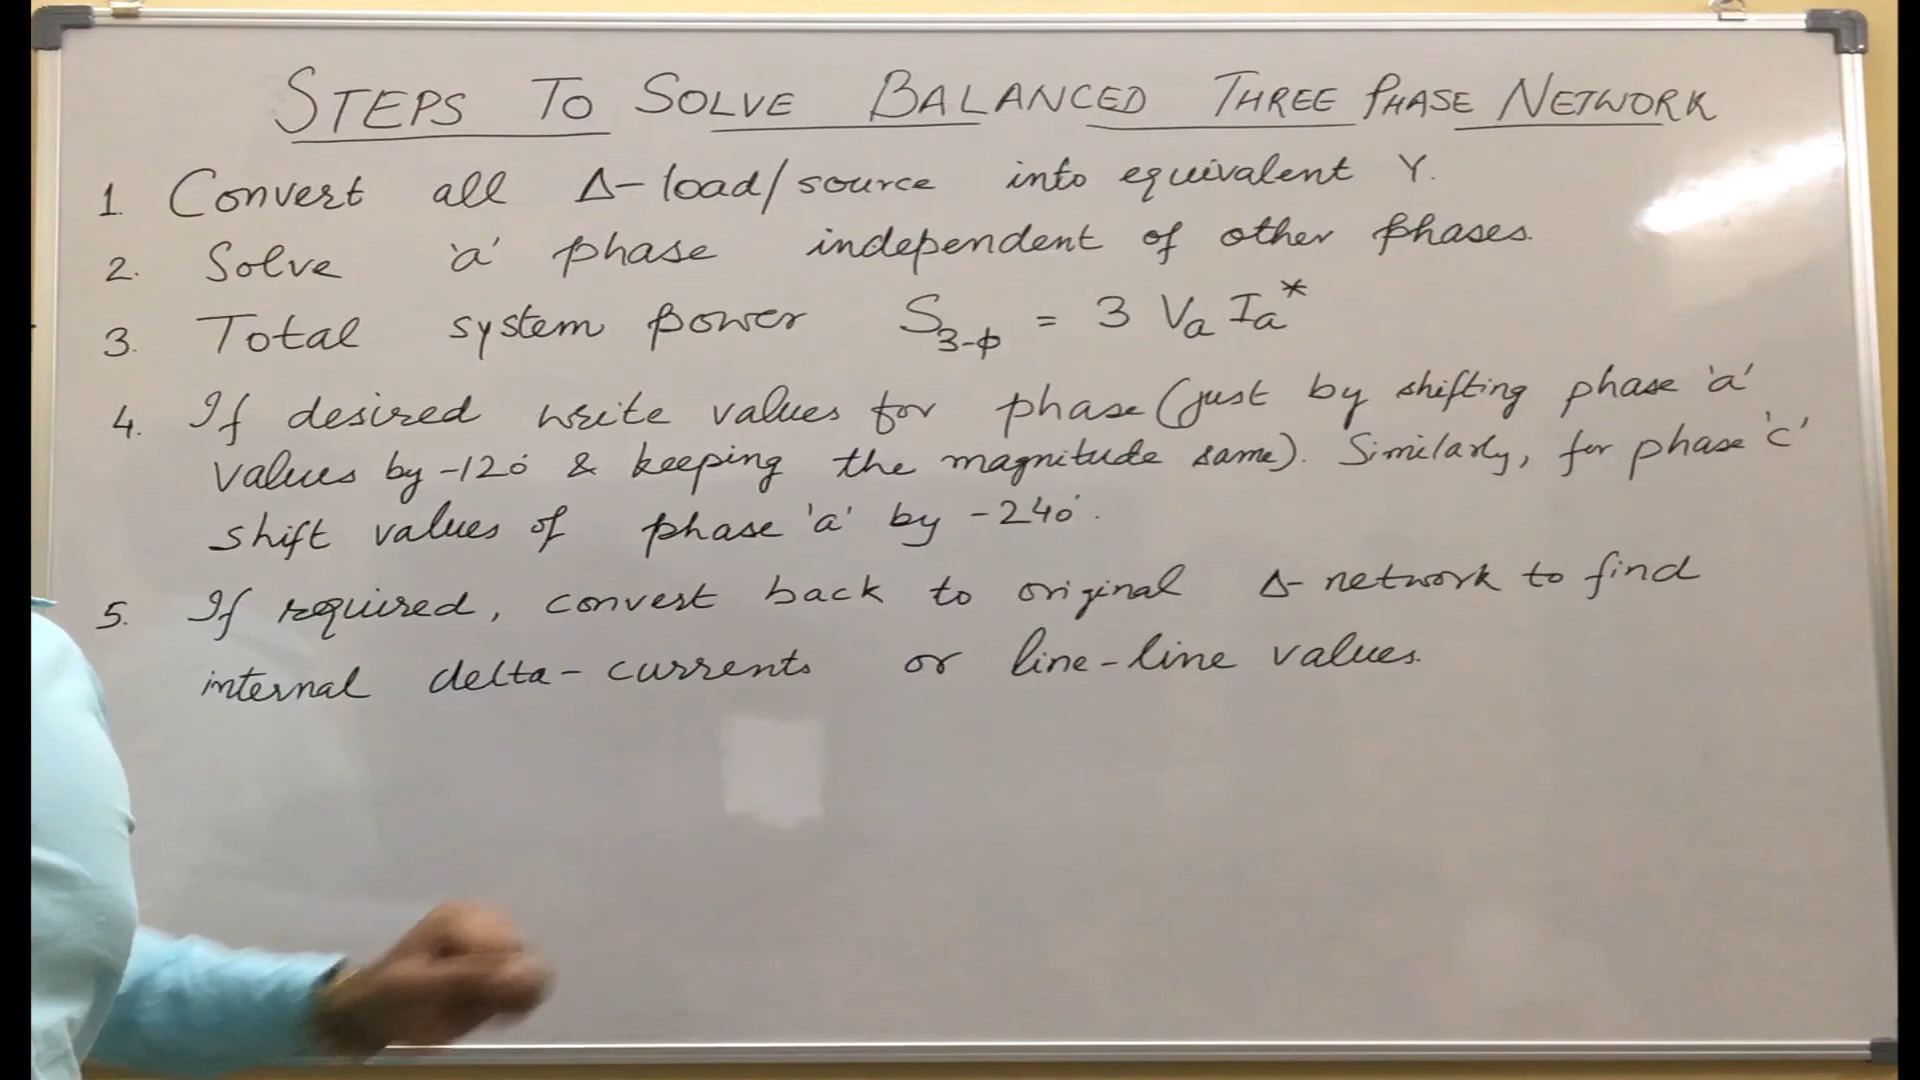 STEPS TO SOLVE BALANCED THREE PHASE NETWORK
1. Convert all Δ-load/source into equivalent Y.
2. Solve 'a' phase independent of other phases.
3. Total system power S3-ϕ = 3 Va Ia*
4. If desired write values for phase (just by shifting phase 'a'
values by -120° & keeping the magnitude same). Similarly, for phase 'c'
shift values of phase 'a' by -240°.
5. If required, convert back to original Δ-network to find
internal delta-currents or line-line values.